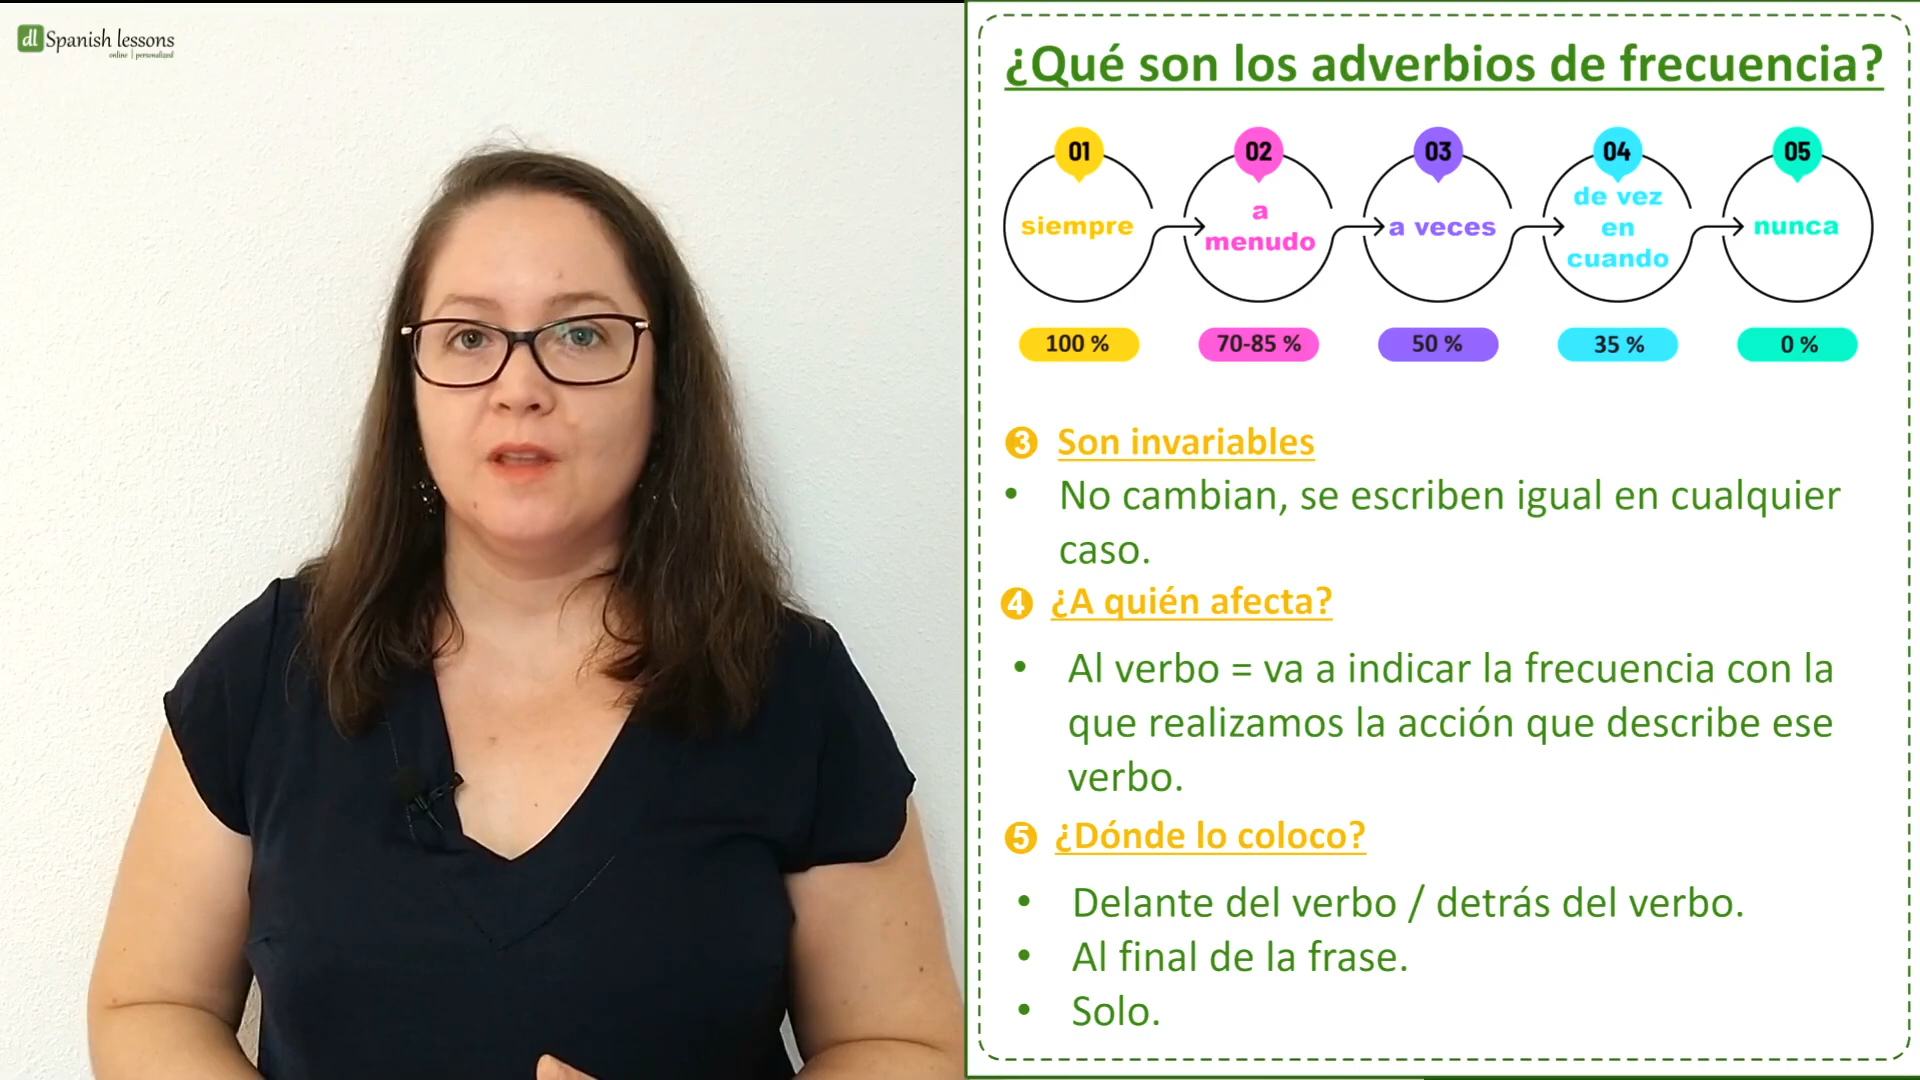 dl Spanish lessons
online | personalized
¿Qué son los adverbios de frecuencia?
01
siempre
100 %
02
a
menudo
70-85 %
03
a veces
50 %
04
de vez
en
cuando
35 %
05
nunca
0 %
3 Son invariables
• No cambian, se escriben igual en cualquier
caso.
4 ¿A quién afecta?
• Al verbo = va a indicar la frecuencia con la
que realizamos la acción que describe ese
verbo.
5 ¿Dónde lo coloco?
• Delante del verbo / detrás del verbo.
• Al final de la frase.
• Solo.